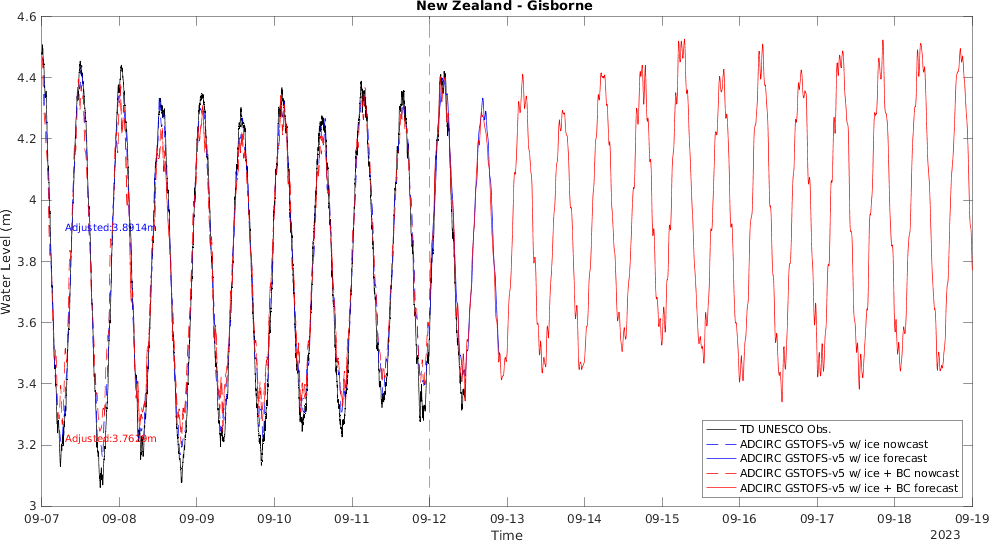 New Zealand - Gisborne
4.6
4.4
4.2
4
3.8
3.6
3.4
3.2
3
Water Level (m)
Adjusted:3.8914m
TD UNESCO Obs.
ADCIRC GSTOFS-v5 w/ ice nowcast
ADCIRC GSTOFS-v5 w/ ice forecast
ADCIRC GSTOFS-v5 w/ ice + BC nowcast
ADCIRC GSTOFS-v5 w/ ice + BC forecast
09-07 09-08 09-09 09-10 09-11 09-12 09-13 09-14 09-15 09-16 09-17 09-18 09-19
Time
2023